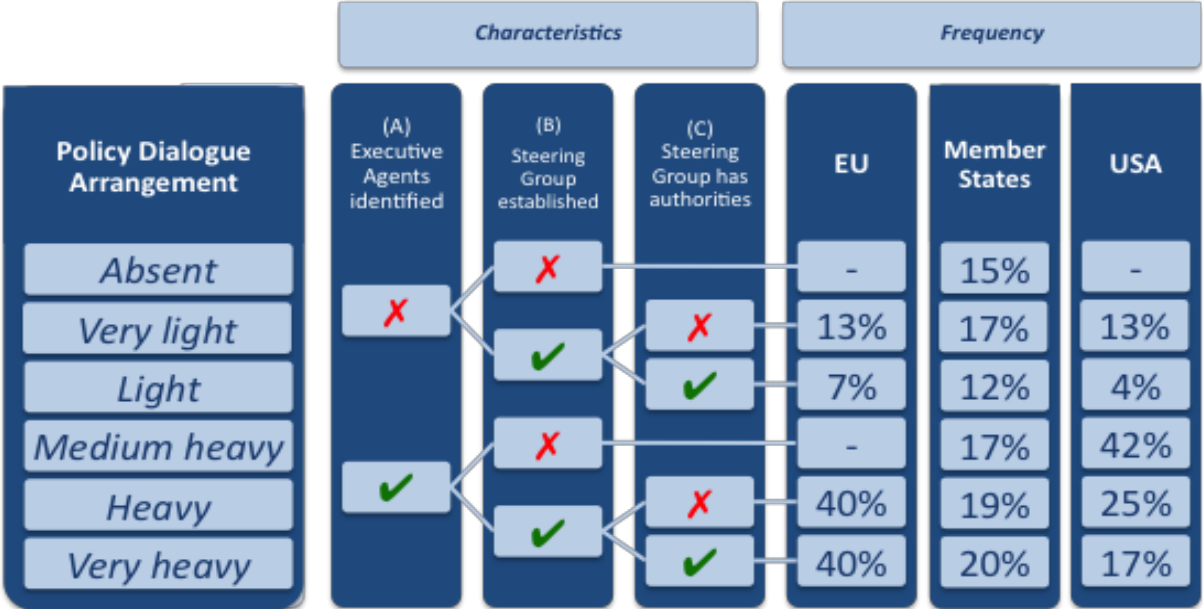 Characteristics
Frequency
Policy Dialogue
Arrangement
(A)
Executive
Agents
identified
(B)
Steering
Group
established
(C)
Steering
Group has
authorities
EU
Member
States
USA
Absent
✗
-
15%
-
Very light
✗
✔
✗
13%
17%
13%
Light
✔
7%
12%
4%
Medium heavy
✗
-
17%
42%
Heavy
✔
✔
✗
40%
19%
25%
Very heavy
✔
40%
20%
17%